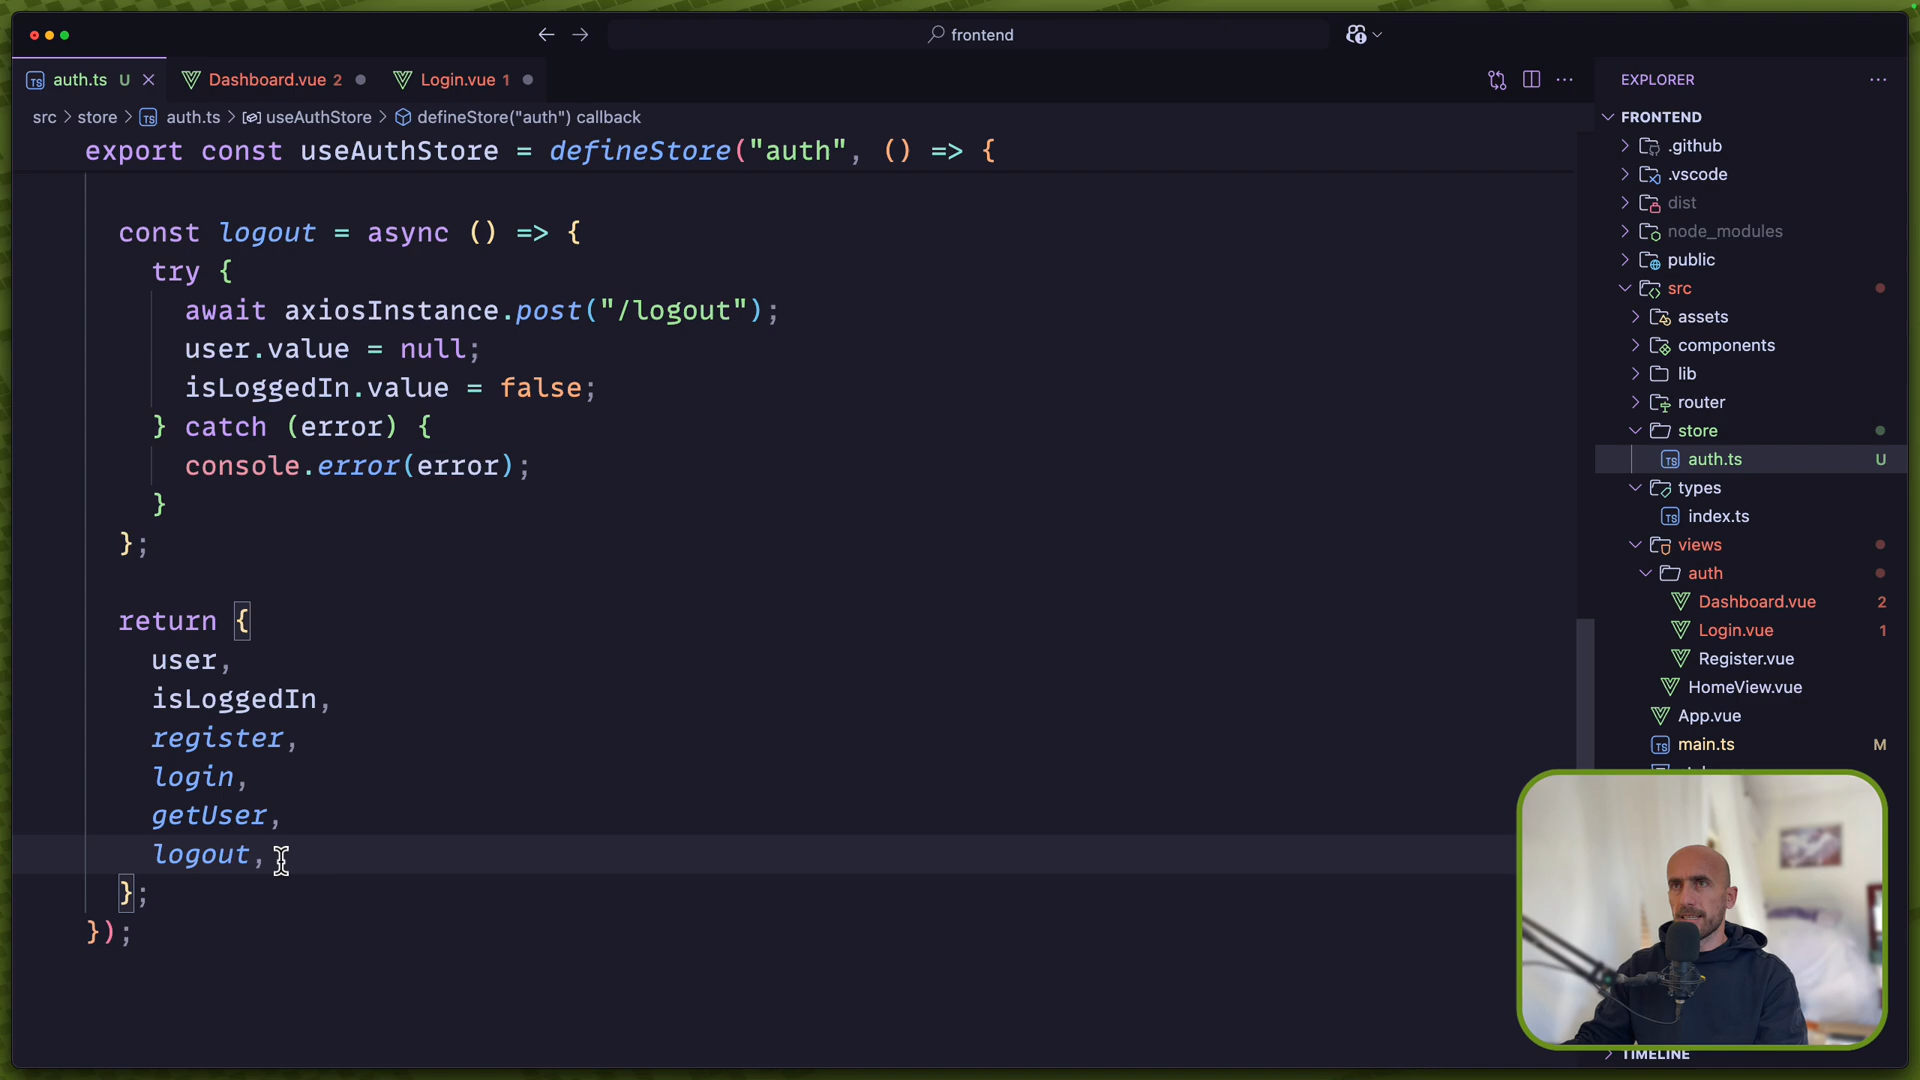 frontend
auth.ts U
Dashboard.vue 2
Login.vue 1
src > store > auth.ts > useAuthStore > defineStore("auth") callback
export const useAuthStore = defineStore("auth", () => {
const logout = async () => {
try {
await axiosInstance.post("/logout");
user.value = null;
isLoggedIn.value = false;
} catch (error) {
console.error(error);
}
};
return {
user,
isLoggedIn,
register,
login,
getUser,
logout,
};
});
EXPLORER
FRONTEND
.github
.vscode
dist
node_modules
public
src
assets
components
lib
router
store
auth.ts U
types
index.ts
views
auth
Dashboard.vue 2
Login.vue 1
Register.vue
HomeView.vue
App.vue
main.ts M
TIMELINE